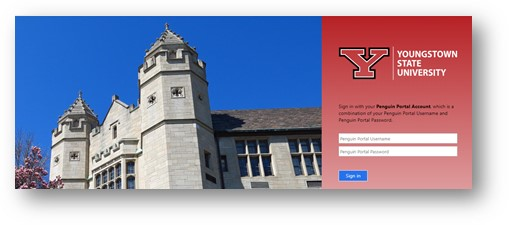 Y
YOUNGSTOWN
STATE
UNIVERSITY
Sign in with your Penguin Portal Account, which is a
combination of your Penguin Portal Username and
Penguin Portal Password.
Penguin Portal Username
Penguin Portal Password
Sign in